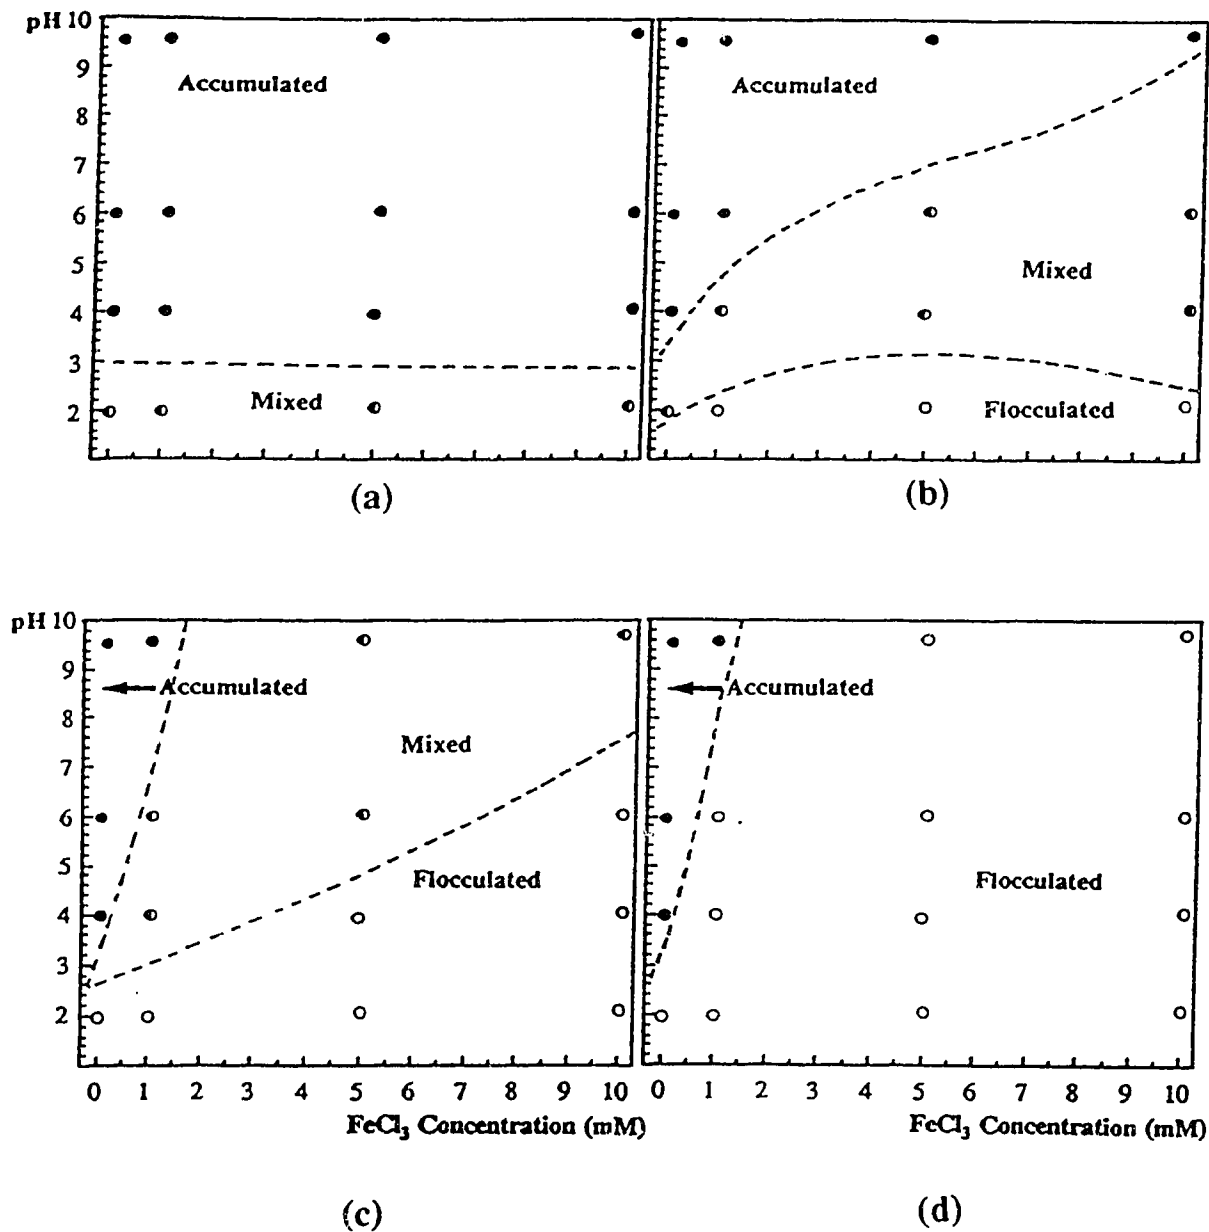 pH 10
9
8
7
6
5
4
3
2
Accumulated
Mixed
(a)
Accumulated
Mixed
Flocculated
(b)
pH 10
9
8
7
6
5
4
3
2
Accumulated
Mixed
Flocculated
0 1 2 3 4 5 6 7 8 9 10
FeCl₃ Concentration (mM)
(c)
Accumulated
Flocculated
0 1 2 3 4 5 6 7 8 9 10
FeCl₃ Concentration (mM)
(d)